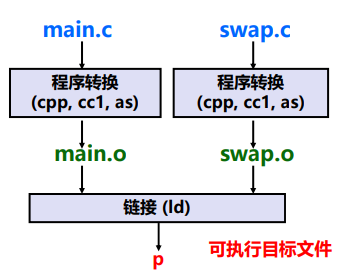 main.c
swap.c
程序转换
(cpp, cc1, as)
程序转换
(cpp, cc1, as)
main.o
swap.o
链接 (ld)
可执行目标文件
p